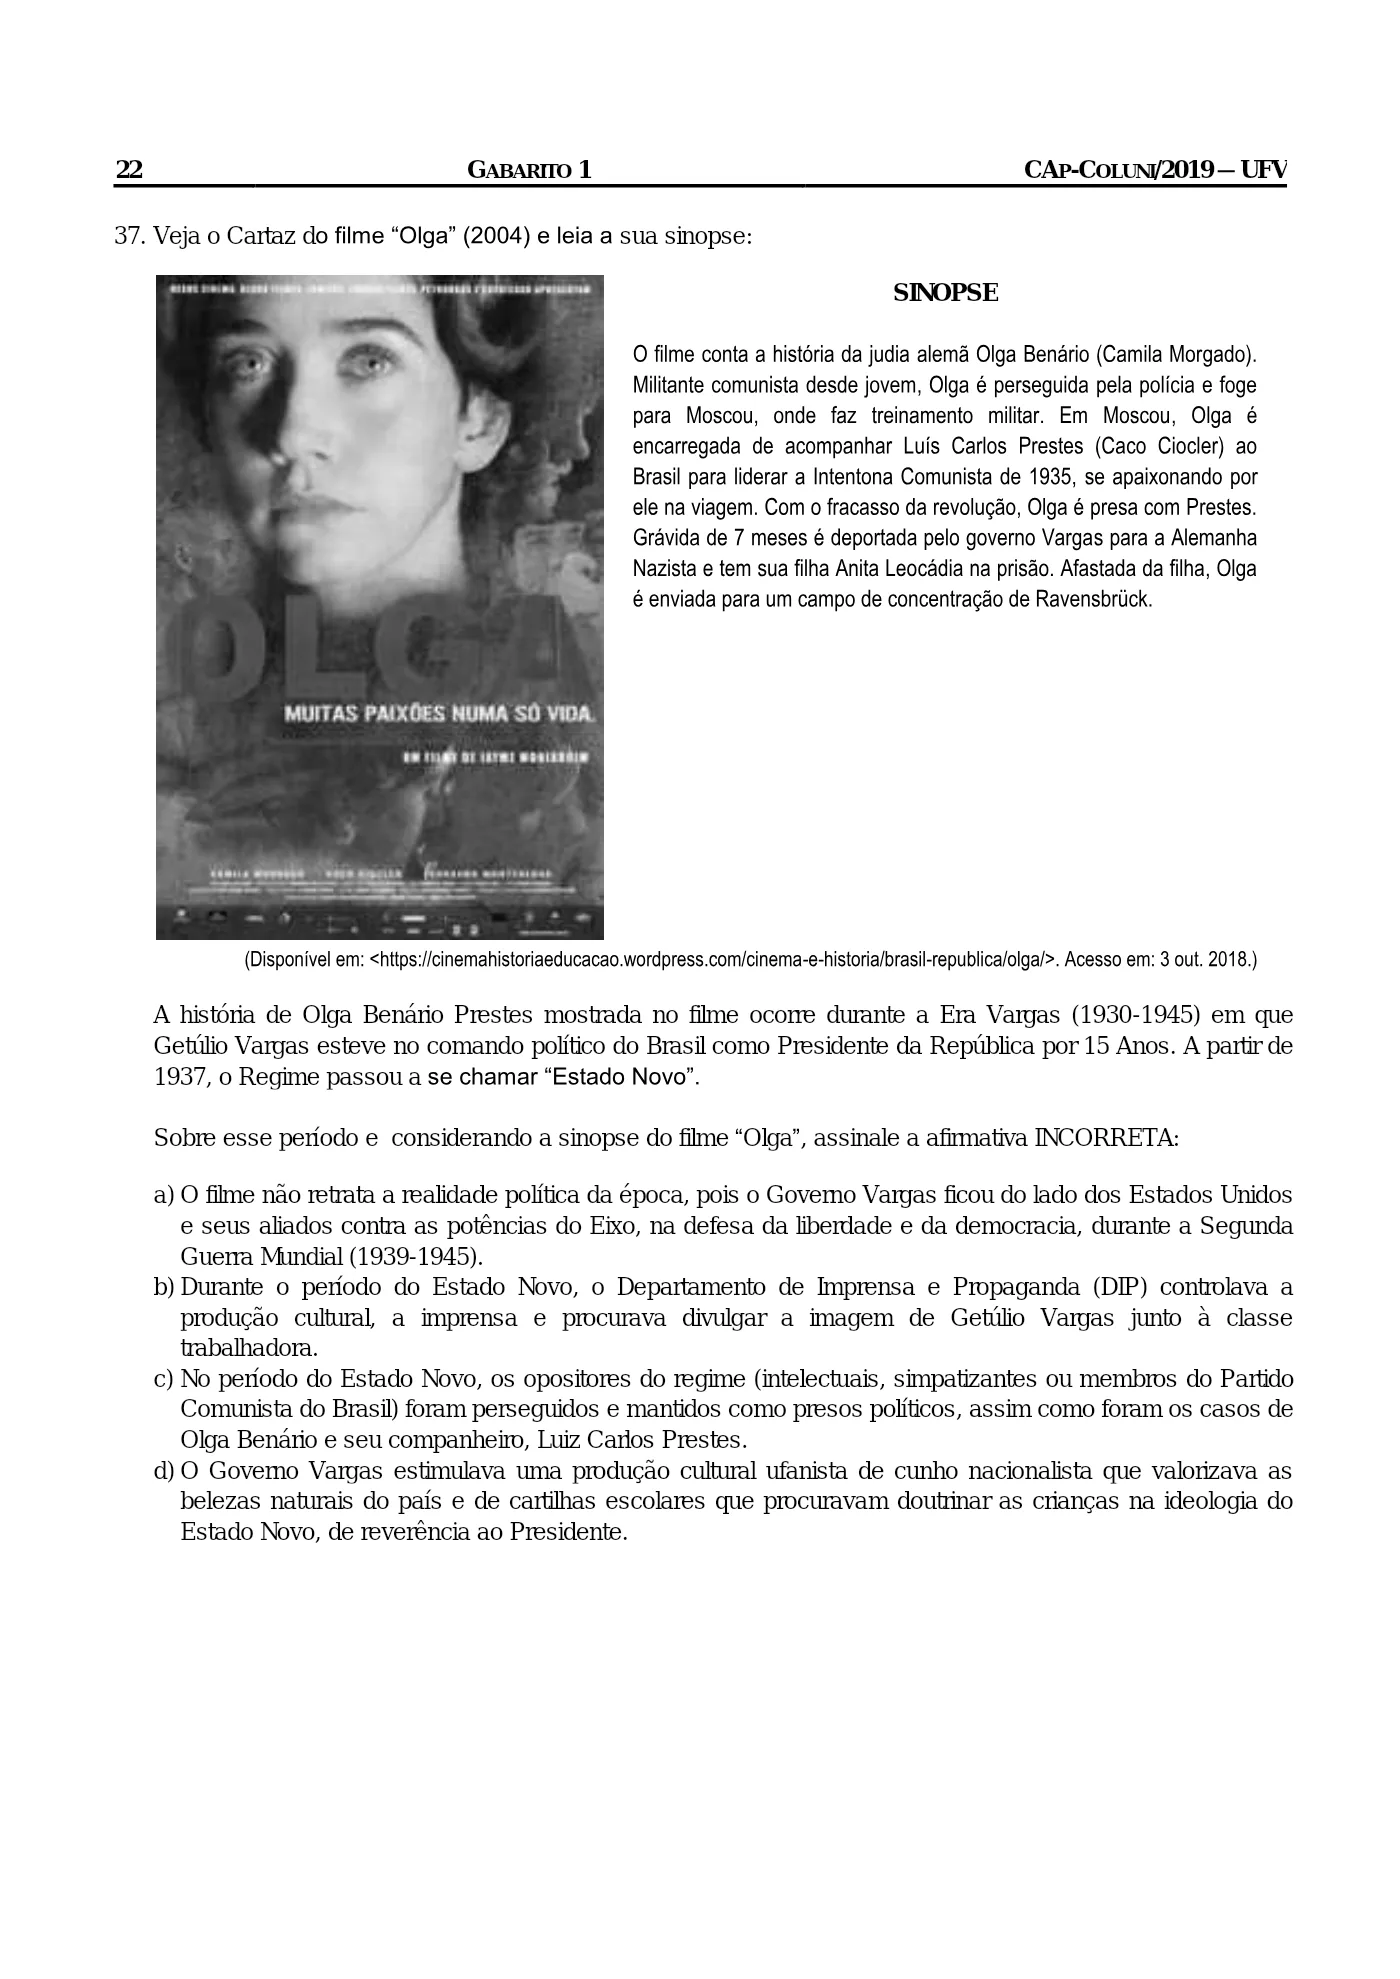 22 GABARITO 1 CAP-COLUNI/2019 – UFV
37. Veja o Cartaz do filme “Olga” (2004) e leia a sua sinopse:
SINOPSE
O filme conta a história da judia alemã Olga Benário (Camila Morgado).
Militante comunista desde jovem, Olga é perseguida pela polícia e foge
para Moscou, onde faz treinamento militar. Em Moscou, Olga é
encarregada de acompanhar Luís Carlos Prestes (Caco Ciocler) ao
Brasil para liderar a Intentona Comunista de 1935, se apaixonando por
ele na viagem. Com o fracasso da revolução, Olga é presa com Prestes.
Grávida de 7 meses é deportada pelo governo Vargas para a Alemanha
Nazista e tem sua filha Anita Leocádia na prisão. Afastada da filha, Olga
é enviada para um campo de concentração de Ravensbrück.
OLGA
MUITAS PAIXÕES NUMA SÓ VIDA.
UM FILME DE JAYME MONJARDIM
(Disponível em: <https://cinemahistoriaeducacao.wordpress.com/cinema-e-historia/brasil-republica/olga/>. Acesso em: 3 out. 2018.)
A história de Olga Benário Prestes mostrada no filme ocorre durante a Era Vargas (1930-1945) em que
Getúlio Vargas esteve no comando político do Brasil como Presidente da República por 15 Anos. A partir de
1937, o Regime passou a se chamar “Estado Novo”.
Sobre esse período e considerando a sinopse do filme “Olga”, assinale a afirmativa INCORRETA:
a) O filme não retrata a realidade política da época, pois o Governo Vargas ficou do lado dos Estados Unidos
e seus aliados contra as potências do Eixo, na defesa da liberdade e da democracia, durante a Segunda
Guerra Mundial (1939-1945).
b) Durante o período do Estado Novo, o Departamento de Imprensa e Propaganda (DIP) controlava a
produção cultural, a imprensa e procurava divulgar a imagem de Getúlio Vargas junto à classe
trabalhadora.
c) No período do Estado Novo, os opositores do regime (intelectuais, simpatizantes ou membros do Partido
Comunista do Brasil) foram perseguidos e mantidos como presos políticos, assim como foram os casos de
Olga Benário e seu companheiro, Luiz Carlos Prestes.
d) O Governo Vargas estimulava uma produção cultural ufanista de cunho nacionalista que valorizava as
belezas naturais do país e de cartilhas escolares que procuravam doutrinar as crianças na ideologia do
Estado Novo, de reverência ao Presidente.